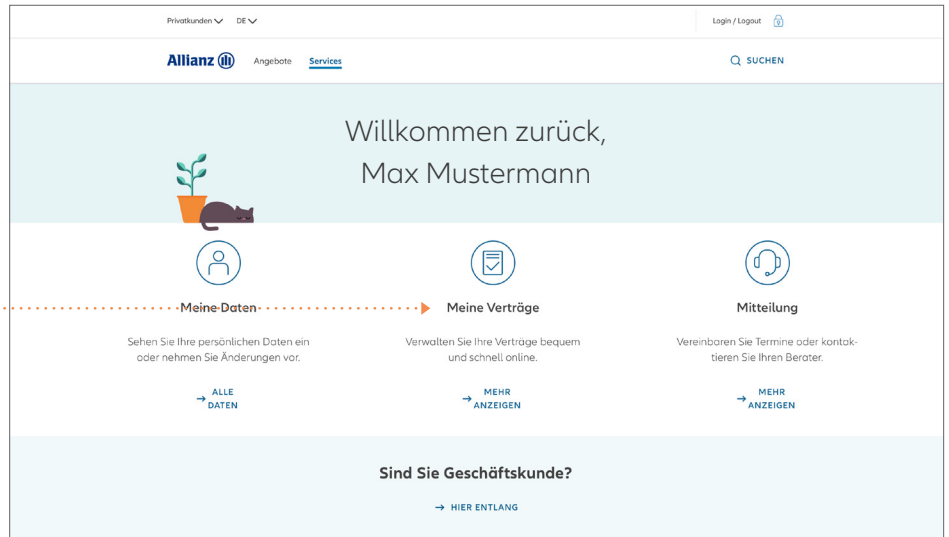 Privatkunden DE Login / Logout
Allianz Angebote Services SUCHEN
Willkommen zurück,
Max Mustermann
Meine Daten
Sehen Sie Ihre persönlichen Daten ein
oder nehmen Sie Änderungen vor.
ALLE
DATEN
Meine Verträge
Verwalten Sie Ihre Verträge bequem
und schnell online.
MEHR
ANZEIGEN
Mitteilung
Vereinbaren Sie Termine oder kontak-
tieren Sie Ihren Berater.
MEHR
ANZEIGEN
Sind Sie Geschäftskunde?
HIER ENTLANG